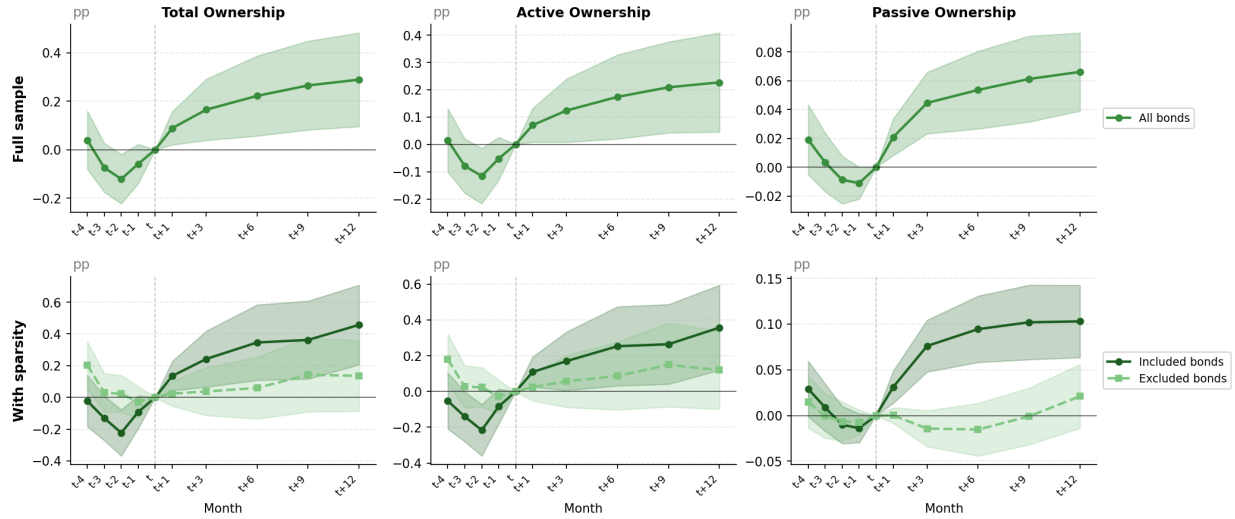 Total Ownership
Active Ownership
Passive Ownership
pp
pp
pp
Full sample
0.4
0.2
0.0
−0.2
0.4
0.3
0.2
0.1
0.0
−0.1
−0.2
0.08
0.06
0.04
0.02
0.00
−0.02
All bonds
t-4
t-3
t-2
t-1
t
t+1
t+3
t+6
t+9
t+12
t-4
t-3
t-2
t-1
t
t+1
t+3
t+6
t+9
t+12
t-4
t-3
t-2
t-1
t
t+1
t+3
t+6
t+9
t+12
pp
pp
pp
With sparsity
0.6
0.4
0.2
0.0
−0.2
−0.4
0.6
0.4
0.2
0.0
−0.2
−0.4
0.15
0.10
0.05
0.00
−0.05
Included bonds
Excluded bonds
t-4
t-3
t-2
t-1
t
t+1
t+3
t+6
t+9
t+12
t-4
t-3
t-2
t-1
t
t+1
t+3
t+6
t+9
t+12
t-4
t-3
t-2
t-1
t
t+1
t+3
t+6
t+9
t+12
Month
Month
Month